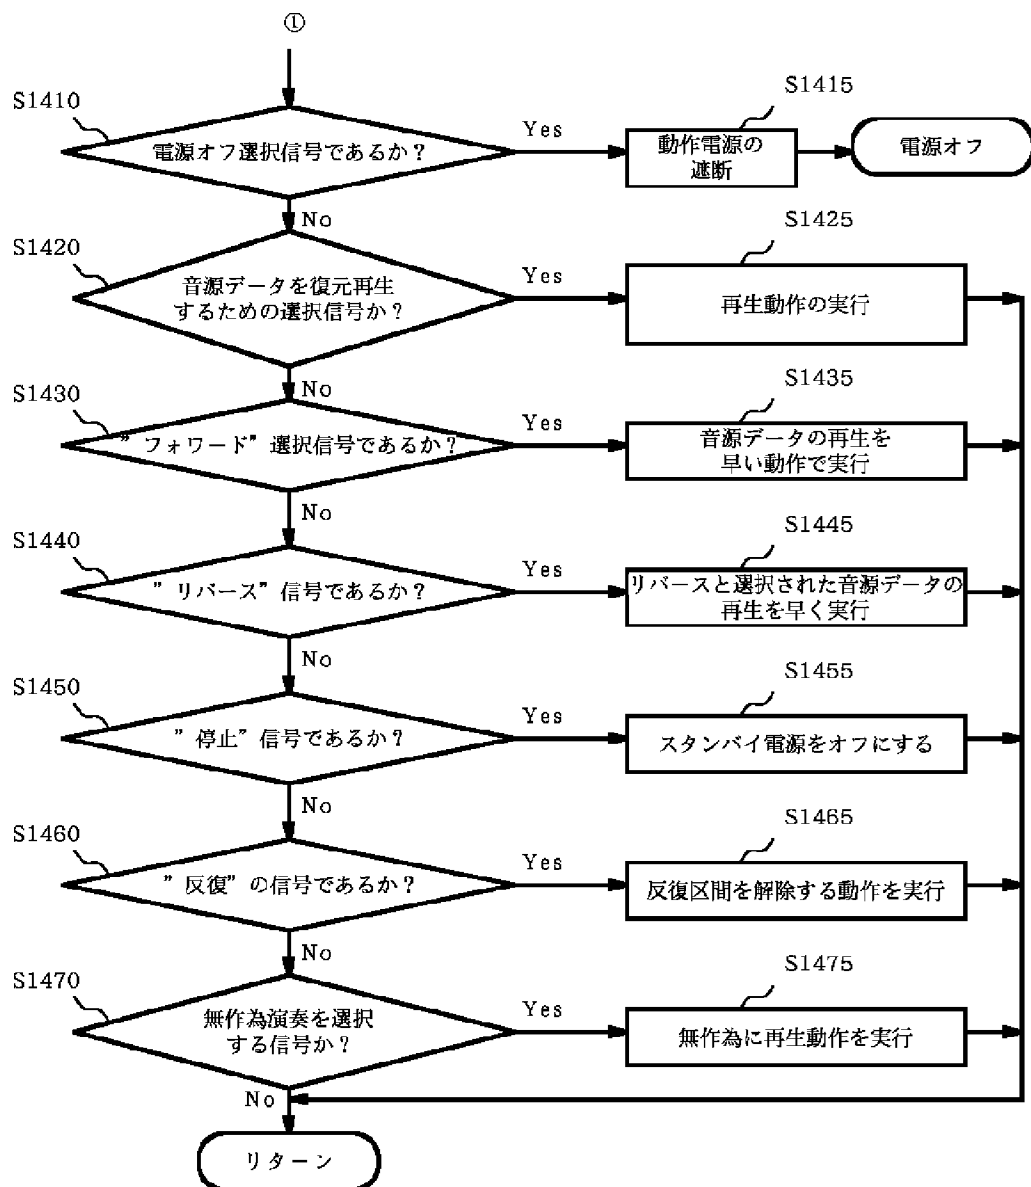 ①
S1410
電源オフ選択信号であるか？
Yes
S1415
動作電源の
遮断
電源オフ
No
S1420
音源データを復元再生
するための選択信号か？
Yes
S1425
再生動作の実行
No
S1430
”フォワード”選択信号であるか？
Yes
S1435
音源データの再生を
早い動作で実行
No
S1440
”リバース”信号であるか？
Yes
S1445
リバースと選択された音源データの
再生を早く実行
No
S1450
”停止”信号であるか？
Yes
S1455
スタンバイ電源をオフにする
No
S1460
”反復”の信号であるか？
Yes
S1465
反復区間を解除する動作を実行
No
S1470
無作為演奏を選択
する信号か？
Yes
S1475
無作為に再生動作を実行
No
リターン